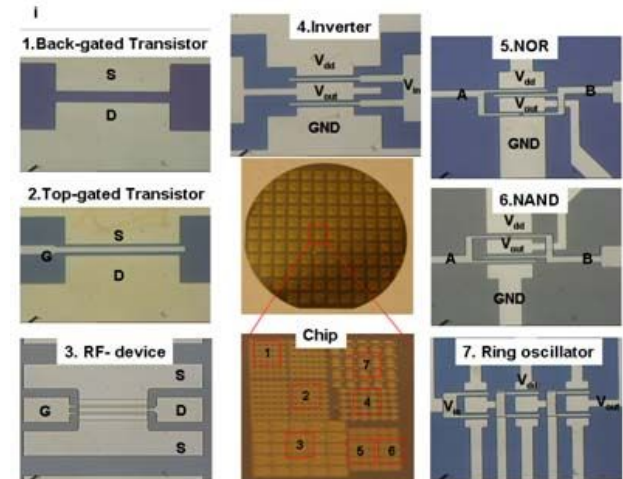 i
1.Back-gated Transistor
S
D
2.Top-gated Transistor
S
G
D
3. RF- device
S
G
D
S
4.Inverter
Vdd
Vout
Vin
GND
Chip
1
2
3
7
4
5
6
5.NOR
Vdd
A
B
Vout
GND
6.NAND
Vdd
Vout
A
B
GND
7. Ring oscillator
Vdd
Vin
Vout